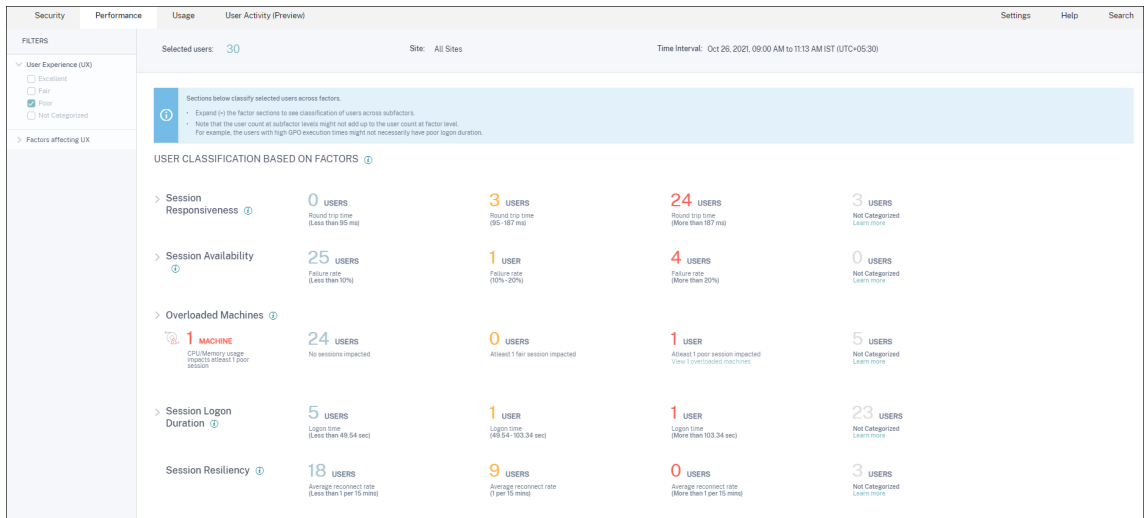 Security Performance Usage User Activity (Preview) Settings Help Search
FILTERS
User Experience (UX)
Excellent
Fair
Poor
Not Categorized
Factors affecting UX
Selected users: 30 Site: All Sites Time Interval: Oct 26, 2021, 09:00 AM to 11:13 AM IST (UTC+05:30)
Sections below classify selected users across factors.
• Expand (>) the factor sections to see classification of users across subfactors.
• Note that the user count at subfactor levels might not add up to the user count at factor level.
For example, the users with high GPO execution times might not necessarily have poor logon duration.
USER CLASSIFICATION BASED ON FACTORS
Session
Responsiveness
0 USERS
Round trip time
(Less than 95 ms)
3 USERS
Round trip time
(95 - 187 ms)
24 USERS
Round trip time
(More than 187 ms)
3 USERS
Not Categorized
Learn more
Session Availability
25 USERS
Failure rate
(Less than 10%)
1 USER
Failure rate
(10% - 20%)
4 USERS
Failure rate
(More than 20%)
0 USERS
Not Categorized
Learn more
Overloaded Machines
1 MACHINE
CPU/Memory usage
impacts atleast 1 poor
session
24 USERS
No sessions impacted
0 USERS
Atleast 1 fair session impacted
1 USER
Atleast 1 poor session impacted
View 1 overloaded machines
5 USERS
Not Categorized
Learn more
Session Logon
Duration
5 USERS
Logon time
(Less than 49.54 sec)
1 USER
Logon time
(49.54 - 103.34 sec)
1 USER
Logon time
(More than 103.34 sec)
23 USERS
Not Categorized
Learn more
Session Resiliency
18 USERS
Average reconnect rate
(Less than 1 per 15 mins)
9 USERS
Average reconnect rate
(1 per 15 mins)
0 USERS
Average reconnect rate
(More than 1 per 15 mins)
3 USERS
Not Categorized
Learn more